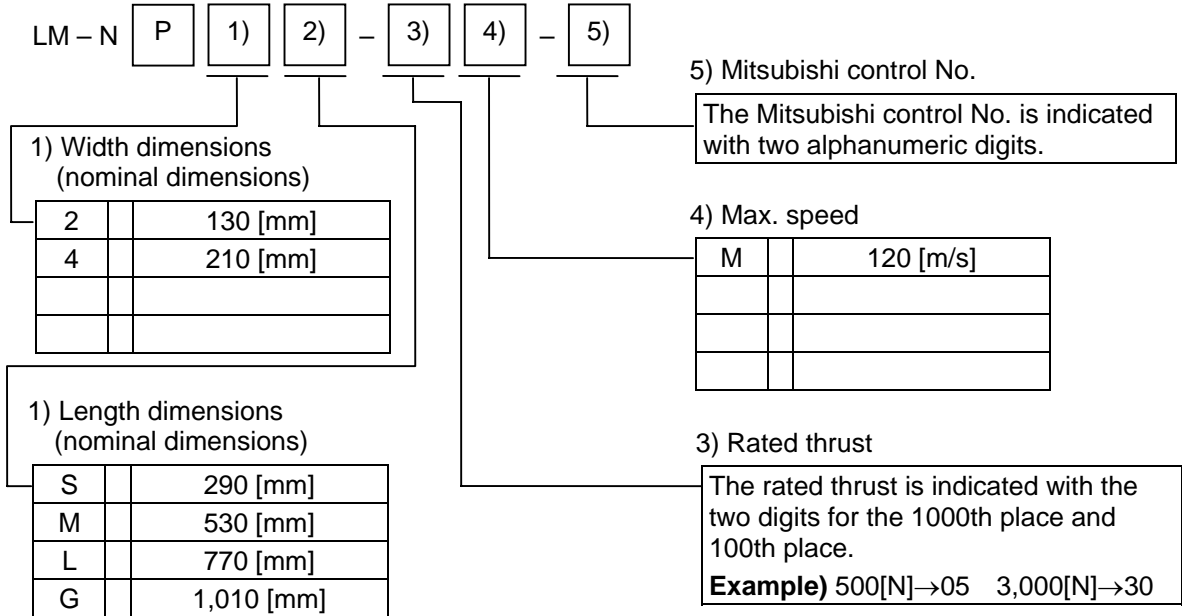 LM – N P 1) 2) – 3) 4) – 5)
1) Width dimensions
(nominal dimensions)
2 130 [mm]
4 210 [mm]
1) Length dimensions
(nominal dimensions)
S 290 [mm]
M 530 [mm]
L 770 [mm]
G 1,010 [mm]
5) Mitsubishi control No.
The Mitsubishi control No. is indicated
with two alphanumeric digits.
4) Max. speed
M 120 [m/s]
3) Rated thrust
The rated thrust is indicated with the
two digits for the 1000th place and
100th place.
Example) 500[N]→05 3,000[N]→30